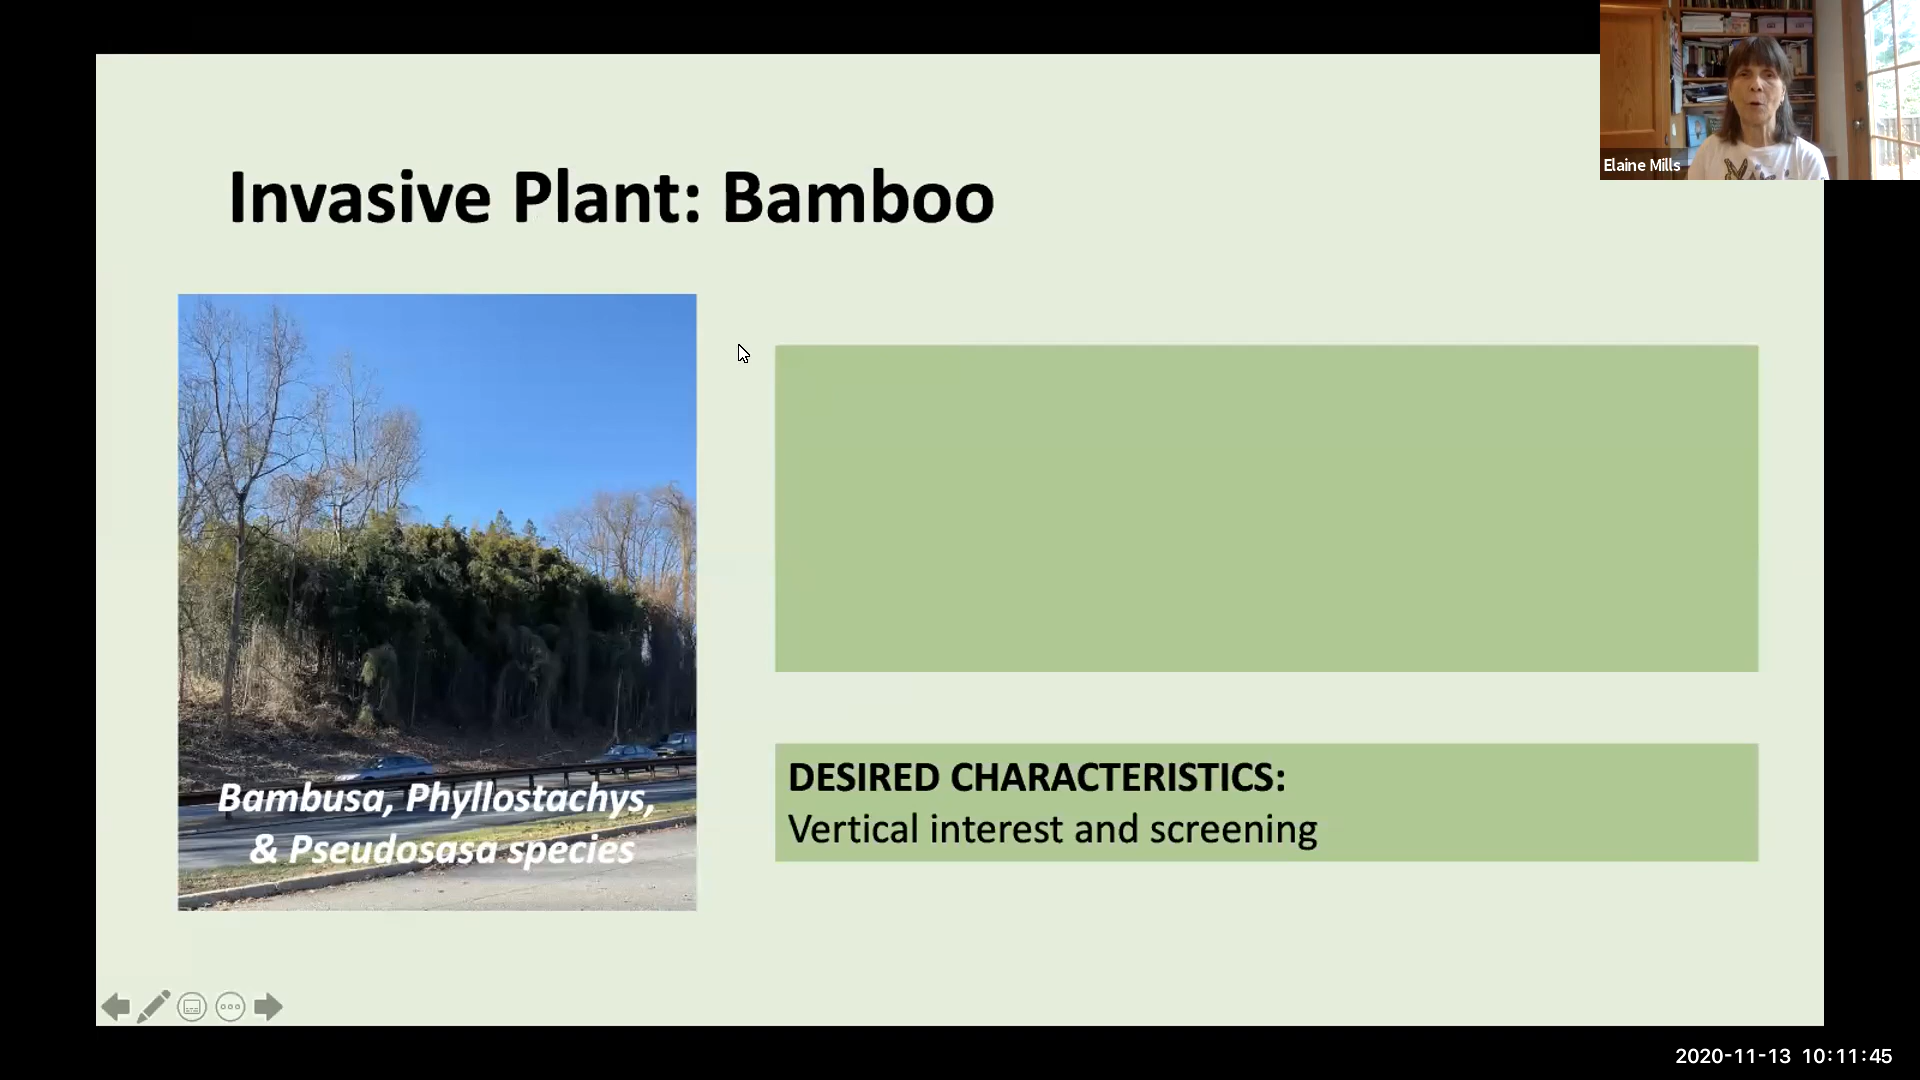 Elaine Mills
Invasive Plant: Bamboo
Bambusa, Phyllostachys,
& Pseudosasa species
DESIRED CHARACTERISTICS:
Vertical interest and screening
2020-11-13 10:11:45